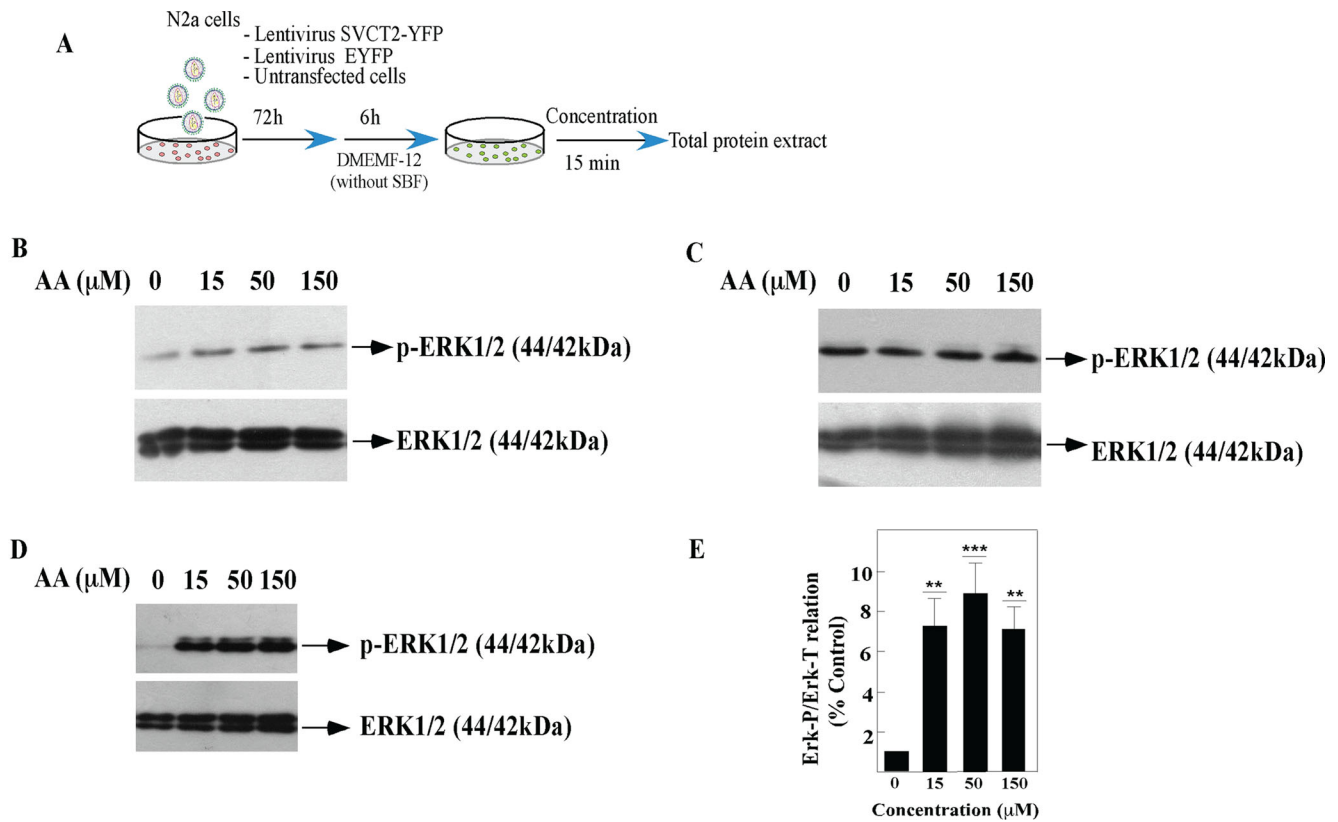 A
N2a cells
- Lentivirus SVCT2-YFP
- Lentivirus EYFP
- Untransfected cells
72h
6h
DMEMF-12
(without SBF)
Concentration
15 min
Total protein extract
B
AA (µM) 0 15 50 150
p-ERK1/2 (44/42kDa)
ERK1/2 (44/42kDa)
C
AA (µM) 0 15 50 150
p-ERK1/2 (44/42kDa)
ERK1/2 (44/42kDa)
D
AA (µM) 0 15 50 150
p-ERK1/2 (44/42kDa)
ERK1/2 (44/42kDa)
E
Erk-P/Erk-T relation
(% Control)
10
8
6
4
2
** *** **
0 15 50 150
Concentration (µM)